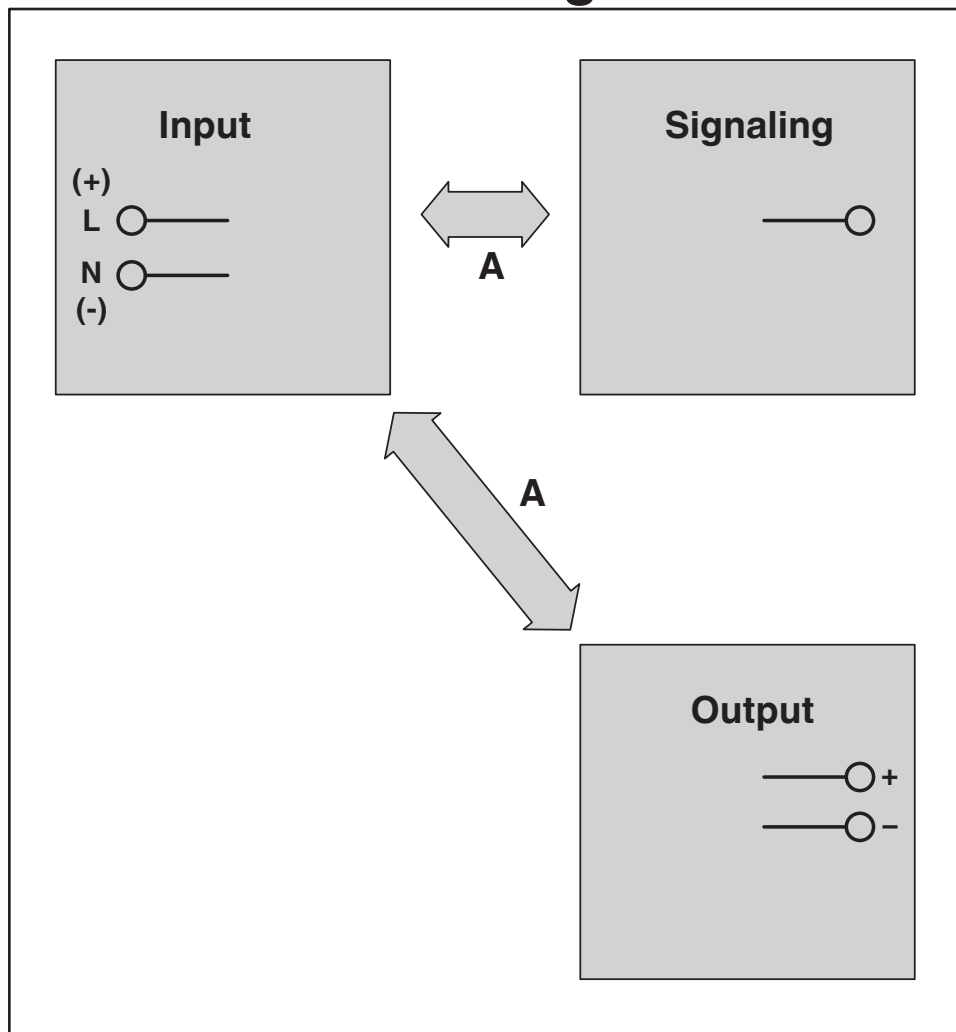 Input
Signaling
(+)
L
N
(-)
A
A
Output
+
–